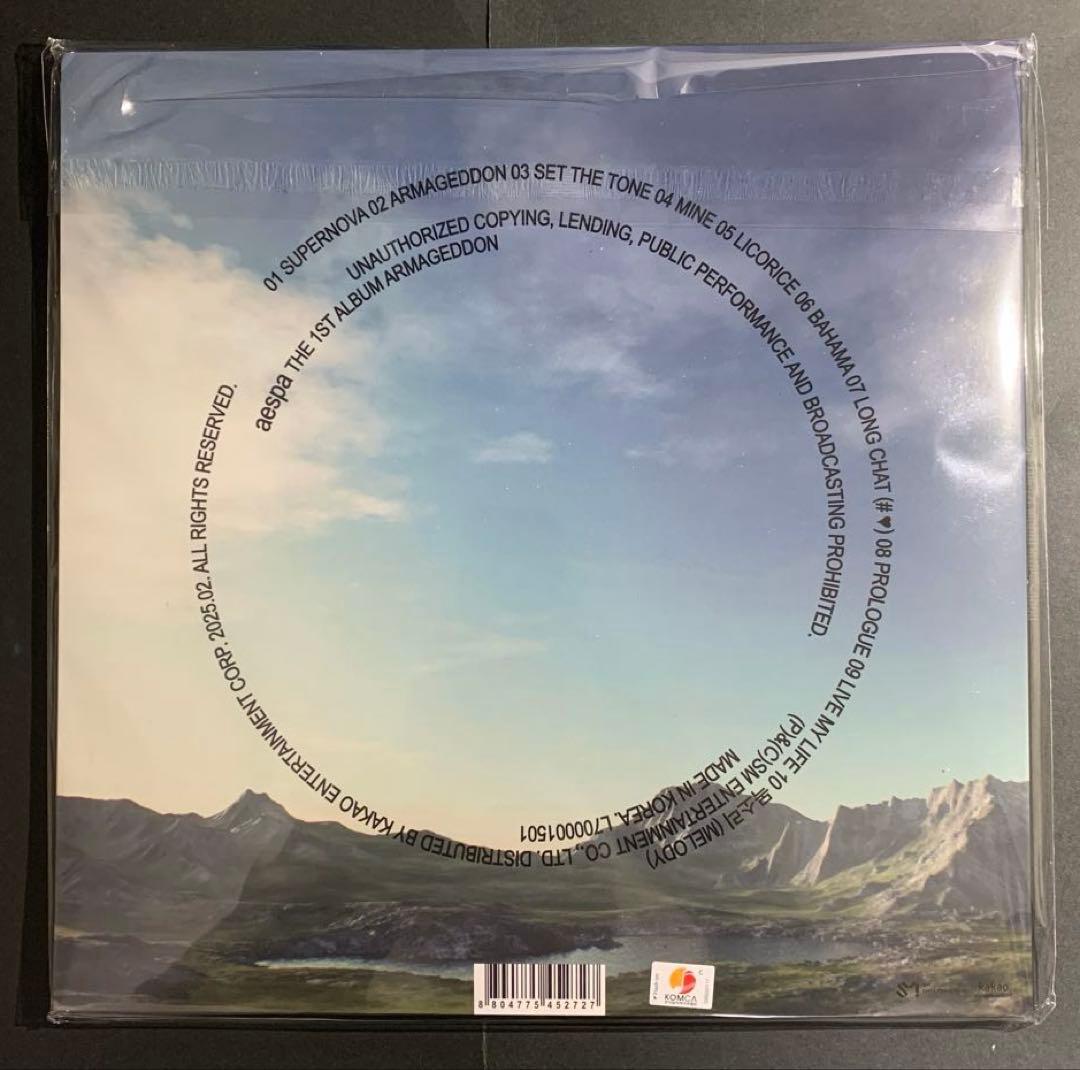 01 SUPERNOVA 02 ARMAGEDDON 03 SET THE TONE 04 MINE 05 LICORICE 06 BAHAMA 07 LONG CHAT (#♥) 08 PROLOGUE 09 LIVE MY LIFE 10 목소리 (MELODY)
UNAUTHORIZED COPYING, LENDING, PUBLIC PERFORMANCE AND BROADCASTING PROHIBITED.
aespa THE 1ST ALBUM ARMAGEDDON
(P)&(C)SM ENTERTAINMENT CO., LTD. DISTRIBUTED BY KAKAO ENTERTAINMENT CORP. 2025.02. ALL RIGHTS RESERVED.
MADE IN KOREA. L700001501
8 804775 452727
KOMCA
kakao